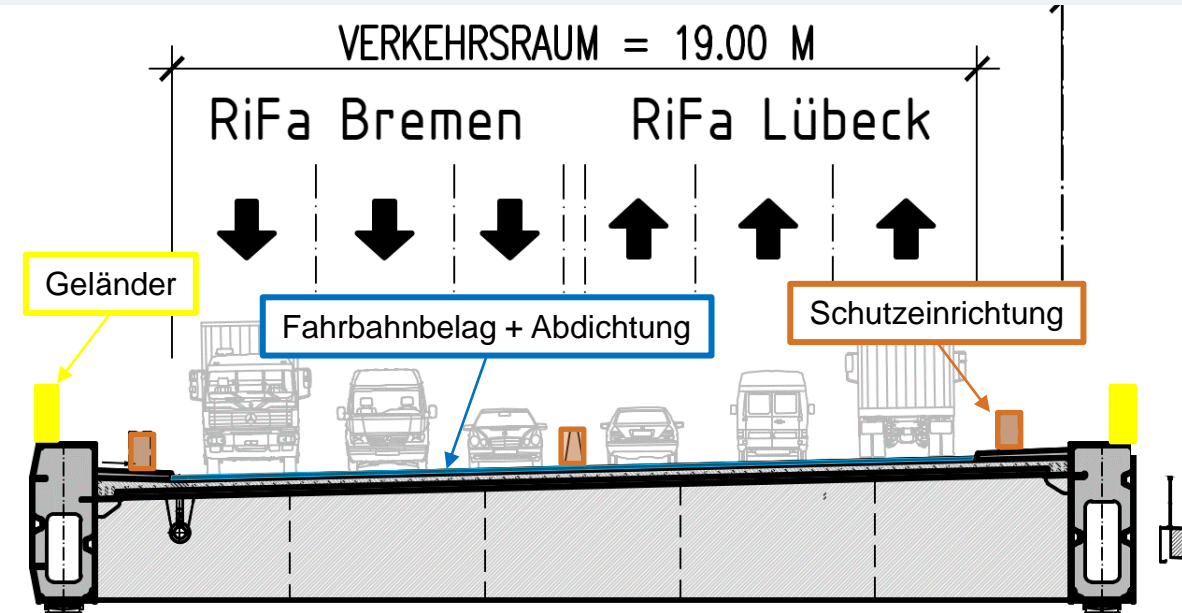 VERKEHRSRAUM = 19.00 M
RiFa Bremen
RiFa Lübeck
Geländer
Fahrbahnbelag + Abdichtung
Schutzeinrichtung